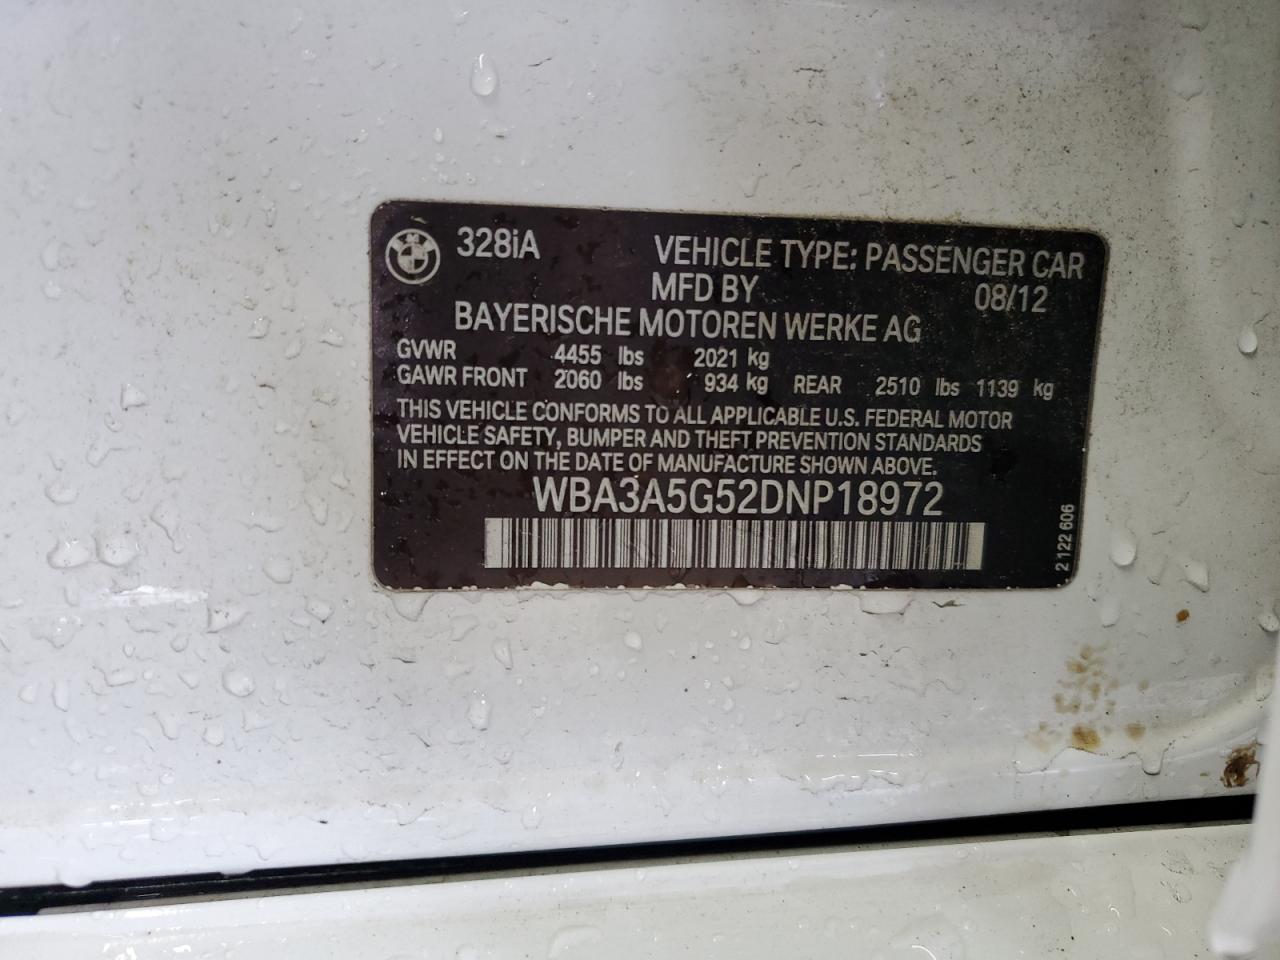 328iA VEHICLE TYPE: PASSENGER CAR
MFD BY 08/12
BAYERISCHE MOTOREN WERKE AG
GVWR 4455 lbs 2021 kg
GAWR FRONT 2060 lbs 934 kg REAR 2510 lbs 1139 kg
THIS VEHICLE CONFORMS TO ALL APPLICABLE U.S. FEDERAL MOTOR
VEHICLE SAFETY, BUMPER AND THEFT PREVENTION STANDARDS
IN EFFECT ON THE DATE OF MANUFACTURE SHOWN ABOVE.
WBA3A5G52DNP18972
2 122 606